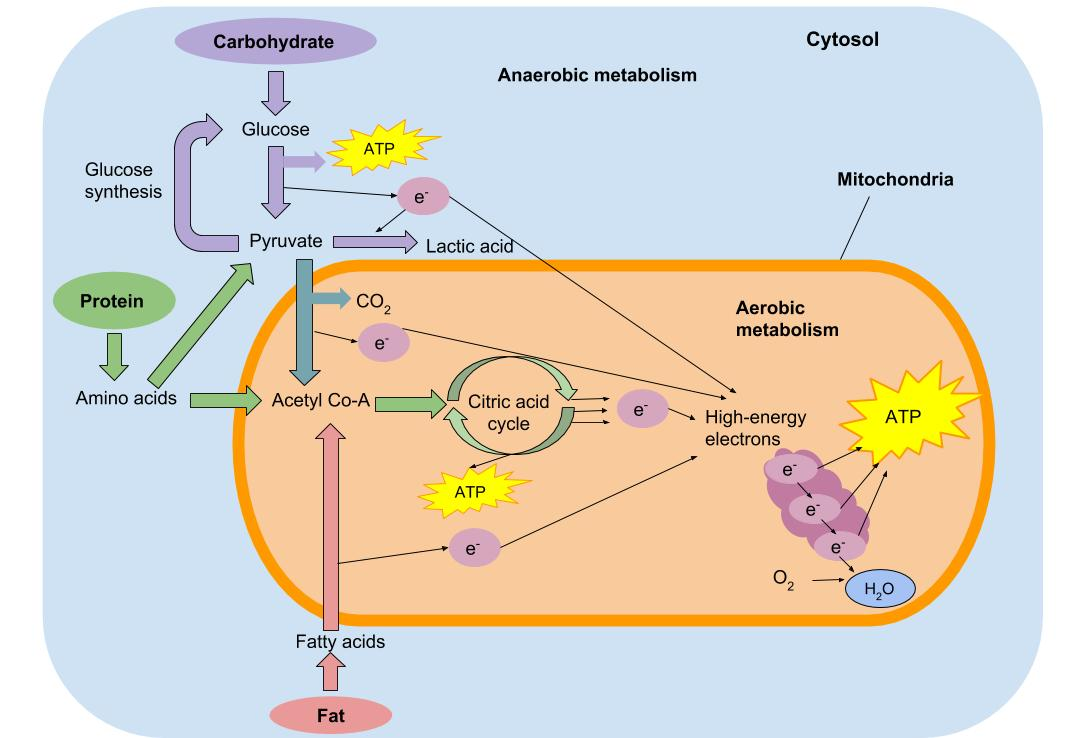 Carbohydrate
Cytosol
Anaerobic metabolism
Glucose
ATP
Glucose
synthesis
Mitochondria
e-
Pyruvate
Lactic acid
Protein
CO2
Aerobic
metabolism
e-
Amino acids
Acetyl Co-A
Citric acid
cycle
e-
High-energy
electrons
ATP
ATP
e-
e-
e-
e-
O2
H2O
Fatty acids
Fat